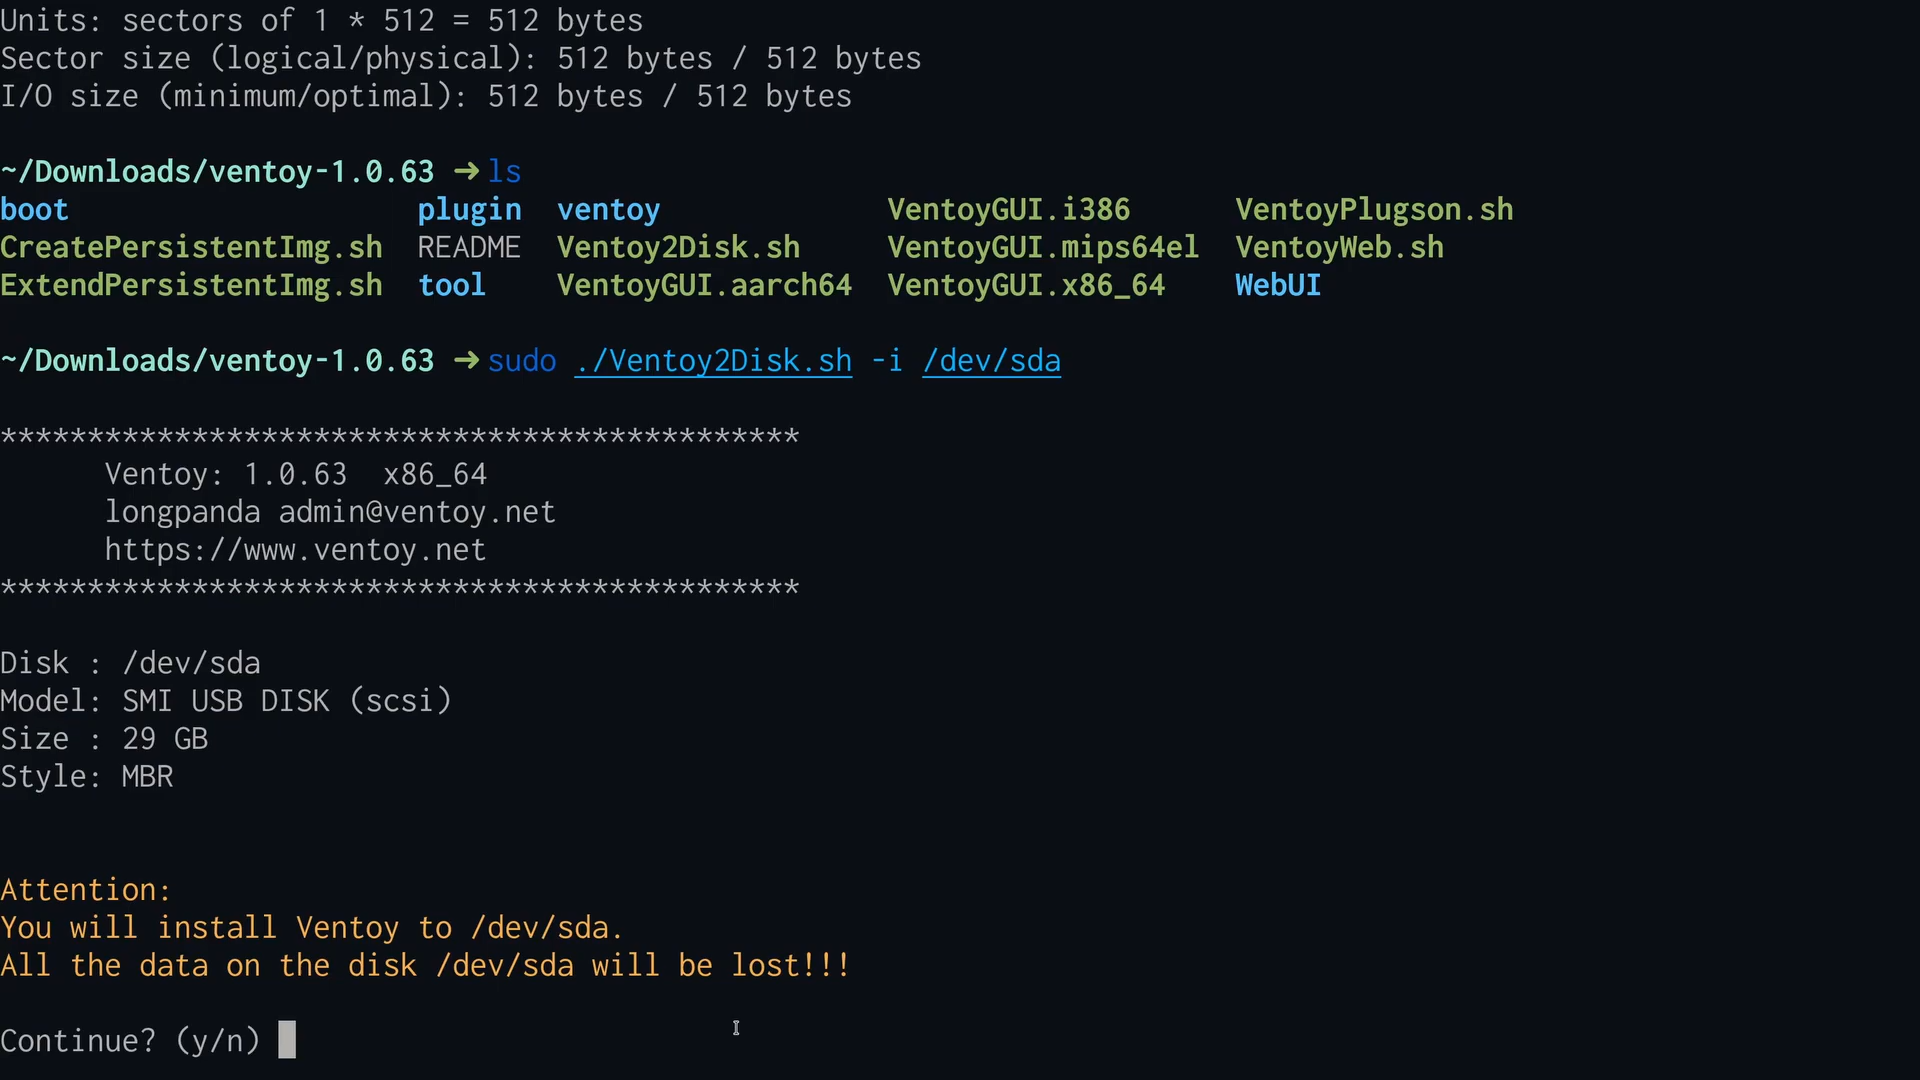 Units: sectors of 1 * 512 = 512 bytes
Sector size (logical/physical): 512 bytes / 512 bytes
I/O size (minimum/optimal): 512 bytes / 512 bytes
~/Downloads/ventoy-1.0.63 →ls
boot plugin ventoy VentoyGUI.i386 VentoyPlugson.sh
CreatePersistentImg.sh README Ventoy2Disk.sh VentoyGUI.mips64el VentoyWeb.sh
ExtendPersistentImg.sh tool VentoyGUI.aarch64 VentoyGUI.x86_64 WebUI
~/Downloads/ventoy-1.0.63 →sudo ./Ventoy2Disk.sh -i /dev/sda
**********************************************
Ventoy: 1.0.63 x86_64
longpanda admin@ventoy.net
https://www.ventoy.net
**********************************************
Disk : /dev/sda
Model: SMI USB DISK (scsi)
Size : 29 GB
Style: MBR
Attention:
You will install Ventoy to /dev/sda.
All the data on the disk /dev/sda will be lost!!!
Continue? (y/n)